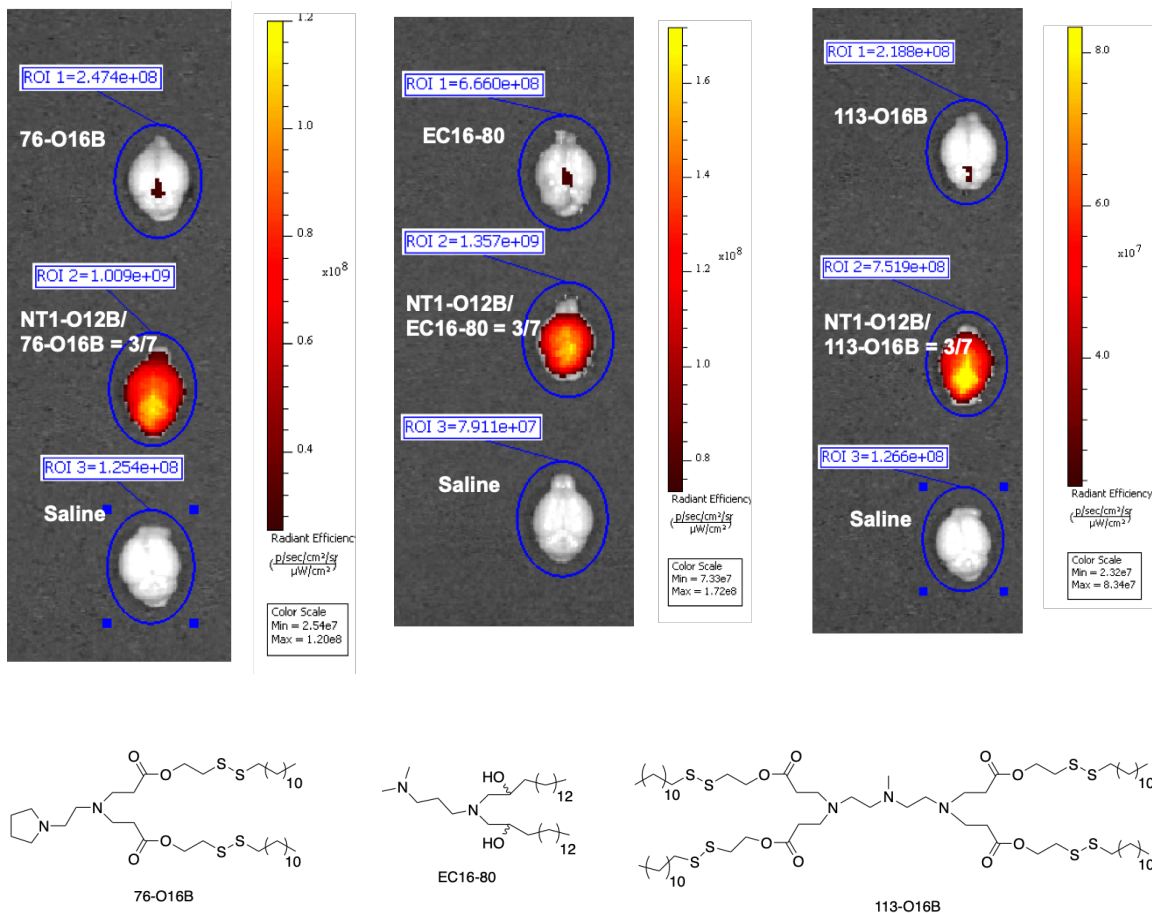 ROI 1=2.474e+08
76-O16B
ROI 2=1.009e+09
NT1-O12B/
76-O16B = 3/7
ROI 3=1.254e+08
Saline
1.2
1.0
0.8
x10⁸
0.6
0.4
Radiant Efficiency
(p/sec/cm²/sr
µW/cm²)
Color Scale
Min = 2.54e7
Max = 1.20e8
ROI 1=6.660e+08
EC16-80
ROI 2=1.357e+09
NT1-O12B/
EC16-80 = 3/7
ROI 3=7.911e+07
Saline
1.6
1.4
x10⁸
1.2
1.0
0.8
Radiant Efficiency
(p/sec/cm²/sr
µW/cm²)
Color Scale
Min = 7.33e7
Max = 1.72e8
ROI 1=2.188e+08
113-O16B
ROI 2=7.519e+08
NT1-O12B/
113-O16B = 3/7
ROI 3=1.266e+08
Saline
8.0
6.0
x10⁷
4.0
Radiant Efficiency
(p/sec/cm²/sr
µW/cm²)
Color Scale
Min = 2.32e7
Max = 8.34e7
O
O
S
S
10
N
N
O
O
S
S
10
76-O16B
N
HO
12
N
HO
12
EC16-80
10
S
S
O
O
N
N
N
O
O
S
S
10
10
S
S
O
O
O
O
S
S
10
113-O16B